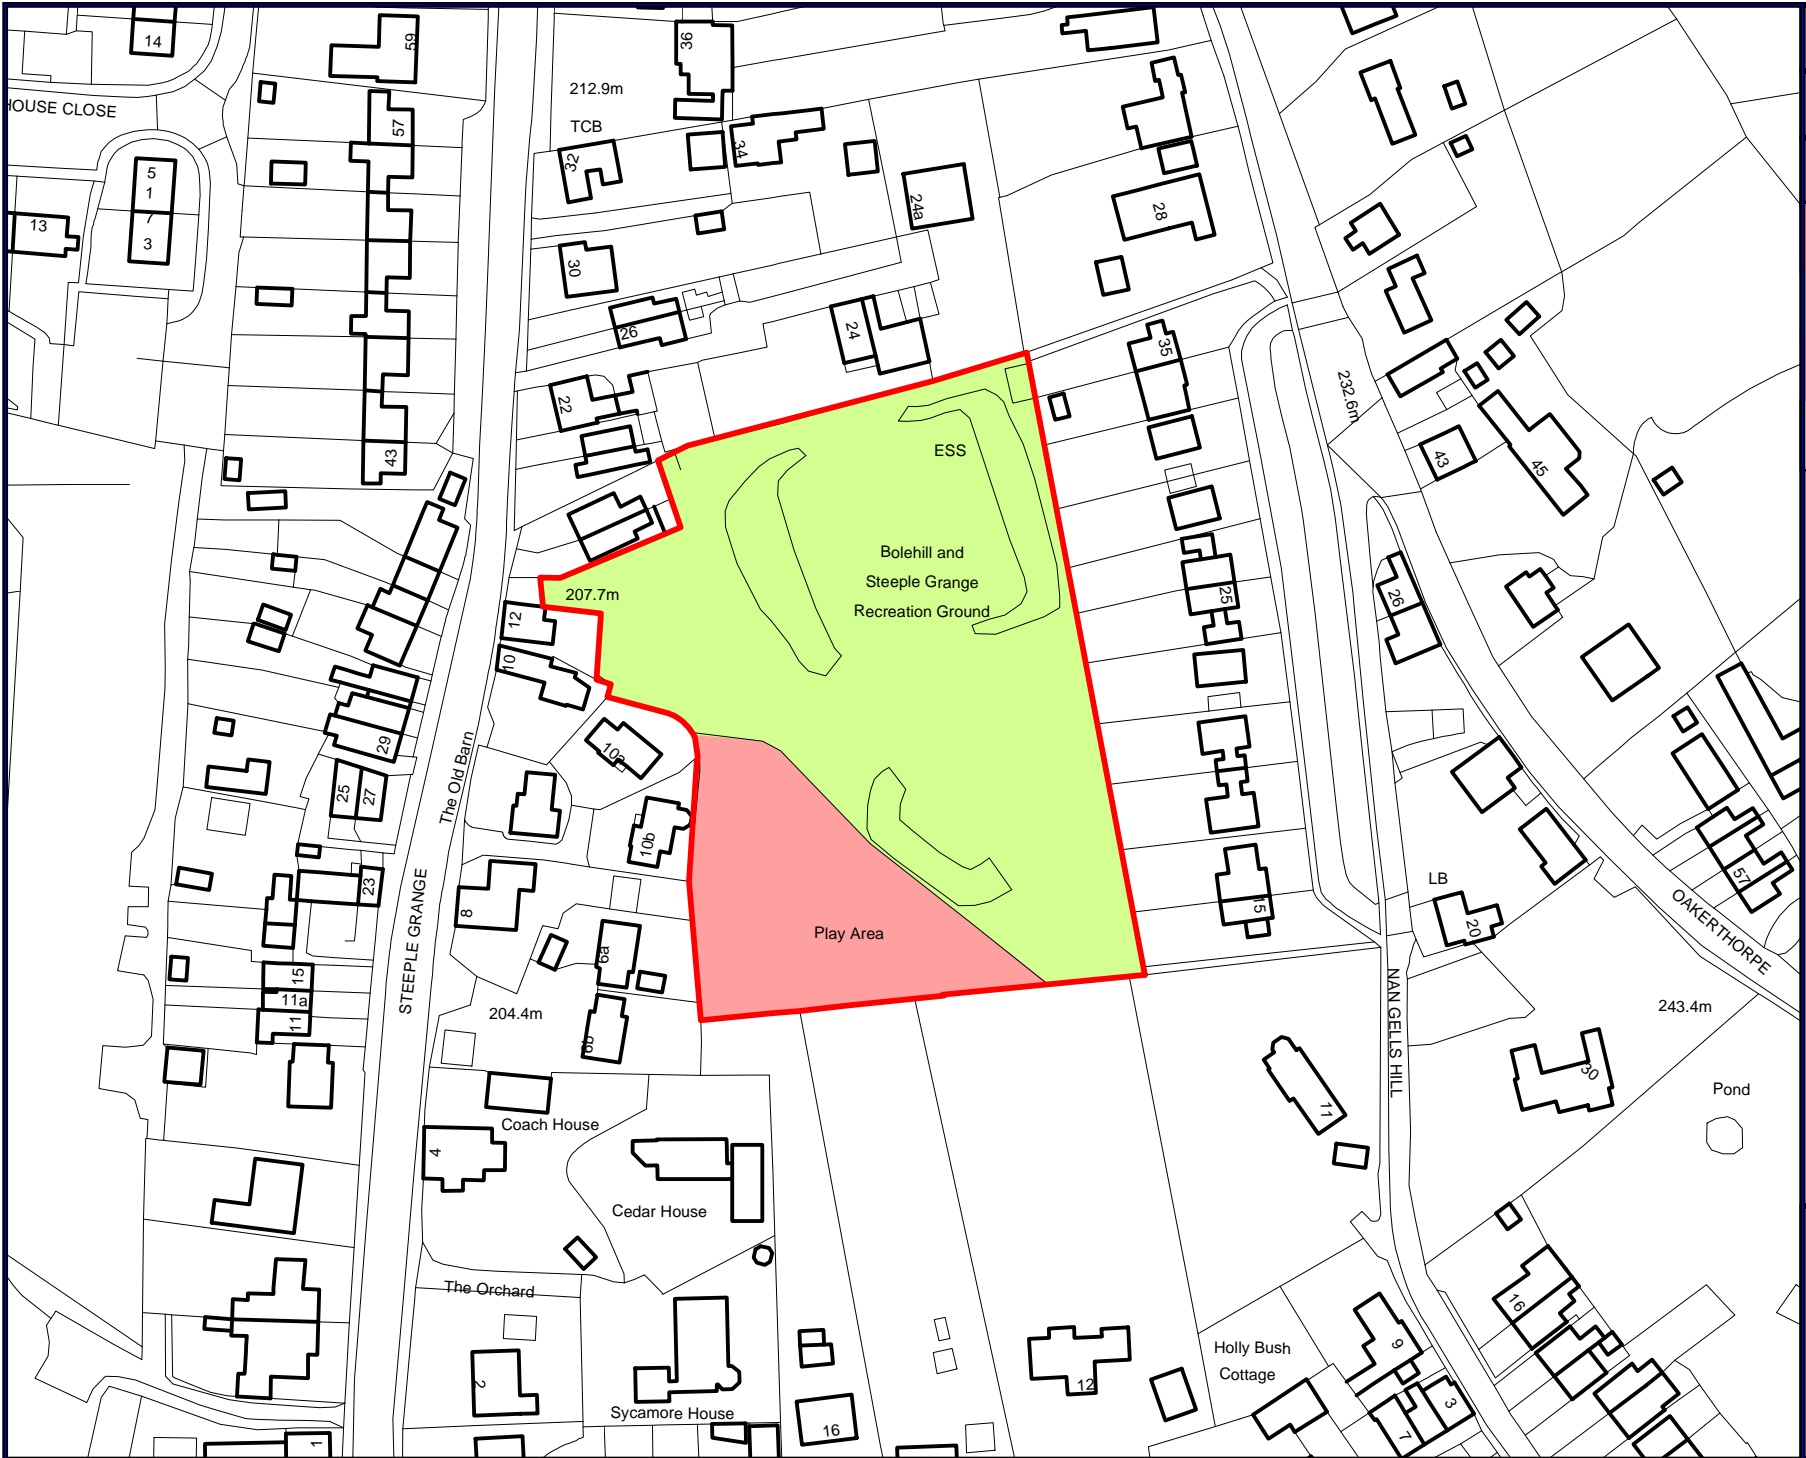 14
59
36
212.9m
HOUSE CLOSE
57
TCB
32
34
5
1
7
3
13
24a
28
30
26
24
35
22
232.6m
43
ESS
43
45
Bolehill and
Steeple Grange
Recreation Ground
207.7m
12
25
26
10
29
The Old Barn
10a
25
27
10b
23
8
STEEPLE GRANGE
LB
57
15
20
OAKERTHORPE
Play Area
6a
15
11a
11
204.4m
6b
NAN GELLS HILL
243.4m
30
Pond
11
Coach House
4
Cedar House
The Orchard
16
Holly Bush
Cottage
9
2
12
3
Sycamore House
16
7
1